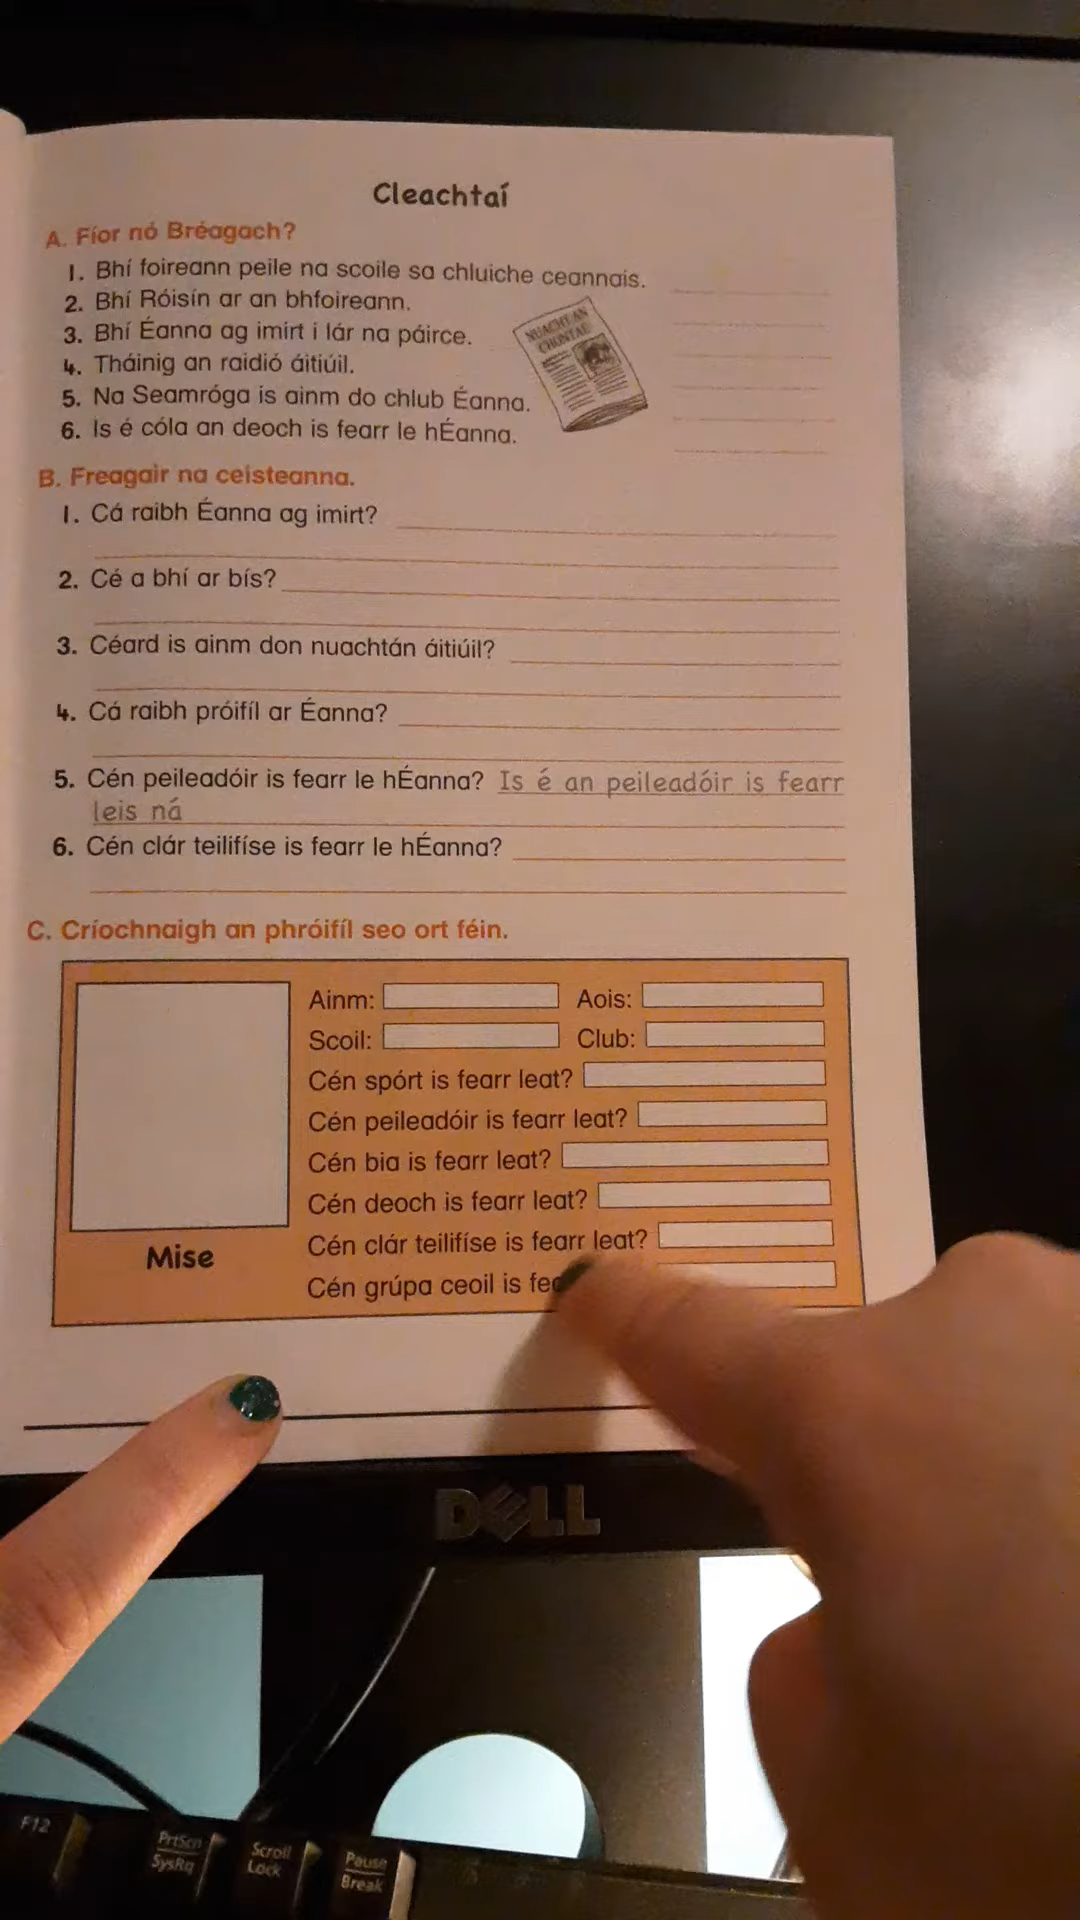 Cleachtaí
A. Fíor nó Bréagach?
1. Bhí foireann peile na scoile sa chluiche ceannais.
2. Bhí Róisín ar an bhfoireann.
3. Bhí Éanna ag imirt i lár na páirce.
4. Tháinig an raidió áitiúil.
5. Na Seamróga is ainm do chlub Éanna.
6. Is é cóla an deoch is fearr le hÉanna.
NUACHT AN
CHONTAE
B. Freagair na ceisteanna.
1. Cá raibh Éanna ag imirt?
2. Cé a bhí ar bís?
3. Céard is ainm don nuachtán áitiúil?
4. Cá raibh próifíl ar Éanna?
5. Cén peileadóir is fearr le hÉanna? Is é an peileadóir is fearr
leis ná
6. Cén clár teilifíse is fearr le hÉanna?
C. Críochnaigh an phróifíl seo ort féin.
Ainm: Aois:
Scoil: Club:
Cén spórt is fearr leat?
Cén peileadóir is fearr leat?
Cén bia is fearr leat?
Cén deoch is fearr leat?
Cén clár teilifíse is fearr leat?
Cén grúpa ceoil is
Mise
DELL
F12
PrtScn
SysRq
Scroll
Lock
Pause
Break